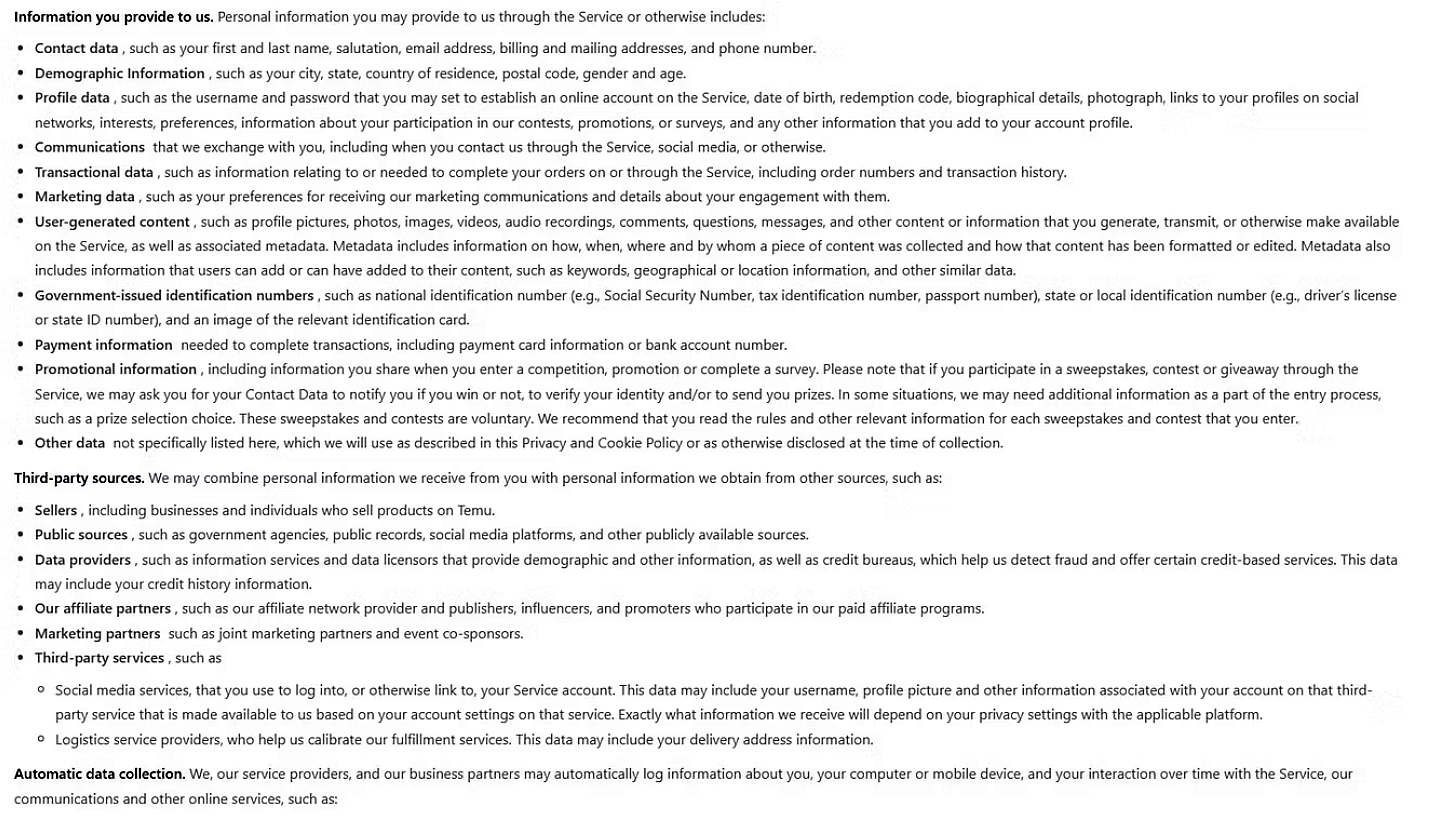 Information you provide to us. Personal information you may provide to us through the Service or otherwise includes:
• Contact data , such as your first and last name, salutation, email address, billing and mailing addresses, and phone number.
• Demographic Information , such as your city, state, country of residence, postal code, gender and age.
• Profile data , such as the username and password that you may set to establish an online account on the Service, date of birth, redemption code, biographical details, photograph, links to your profiles on social
networks, interests, preferences, information about your participation in our contests, promotions, or surveys, and any other information that you add to your account profile.
• Communications that we exchange with you, including when you contact us through the Service, social media, or otherwise.
• Transactional data , such as information relating to or needed to complete your orders on or through the Service, including order numbers and transaction history.
• Marketing data , such as your preferences for receiving our marketing communications and details about your engagement with them.
• User-generated content , such as profile pictures, photos, images, videos, audio recordings, comments, questions, messages, and other content or information that you generate, transmit, or otherwise make available
on the Service, as well as associated metadata. Metadata includes information on how, when, where and by whom a piece of content was collected and how that content has been formatted or edited. Metadata also
includes information that users can add or can have added to their content, such as keywords, geographical or location information, and other similar data.
• Government-issued identification numbers , such as national identification number (e.g., Social Security Number, tax identification number, passport number), state or local identification number (e.g., driver's license
or state ID number), and an image of the relevant identification card.
• Payment information needed to complete transactions, including payment card information or bank account number.
• Promotional information , including information you share when you enter a competition, promotion or complete a survey. Please note that if you participate in a sweepstakes, contest or giveaway through the
Service, we may ask you for your Contact Data to notify you if you win or not, to verify your identity and/or to send you prizes. In some situations, we may need additional information as a part of the entry process,
such as a prize selection choice. These sweepstakes and contests are voluntary. We recommend that you read the rules and other relevant information for each sweepstakes and contest that you enter.
• Other data not specifically listed here, which we will use as described in this Privacy and Cookie Policy or as otherwise disclosed at the time of collection.
Third-party sources. We may combine personal information we receive from you with personal information we obtain from other sources, such as:
• Sellers , including businesses and individuals who sell products on Temu.
• Public sources , such as government agencies, public records, social media platforms, and other publicly available sources.
• Data providers , such as information services and data licensors that provide demographic and other information, as well as credit bureaus, which help us detect fraud and offer certain credit-based services. This data
may include your credit history information.
• Our affiliate partners , such as our affiliate network provider and publishers, influencers, and promoters who participate in our paid affiliate programs.
• Marketing partners such as joint marketing partners and event co-sponsors.
• Third-party services , such as
○ Social media services, that you use to log into, or otherwise link to, your Service account. This data may include your username, profile picture and other information associated with your account on that third-
party service that is made available to us based on your account settings on that service. Exactly what information we receive will depend on your privacy settings with the applicable platform.
○ Logistics service providers, who help us calibrate our fulfillment services. This data may include your delivery address information.
Automatic data collection. We, our service providers, and our business partners may automatically log information about you, your computer or mobile device, and your interaction over time with the Service, our
communications and other online services, such as: